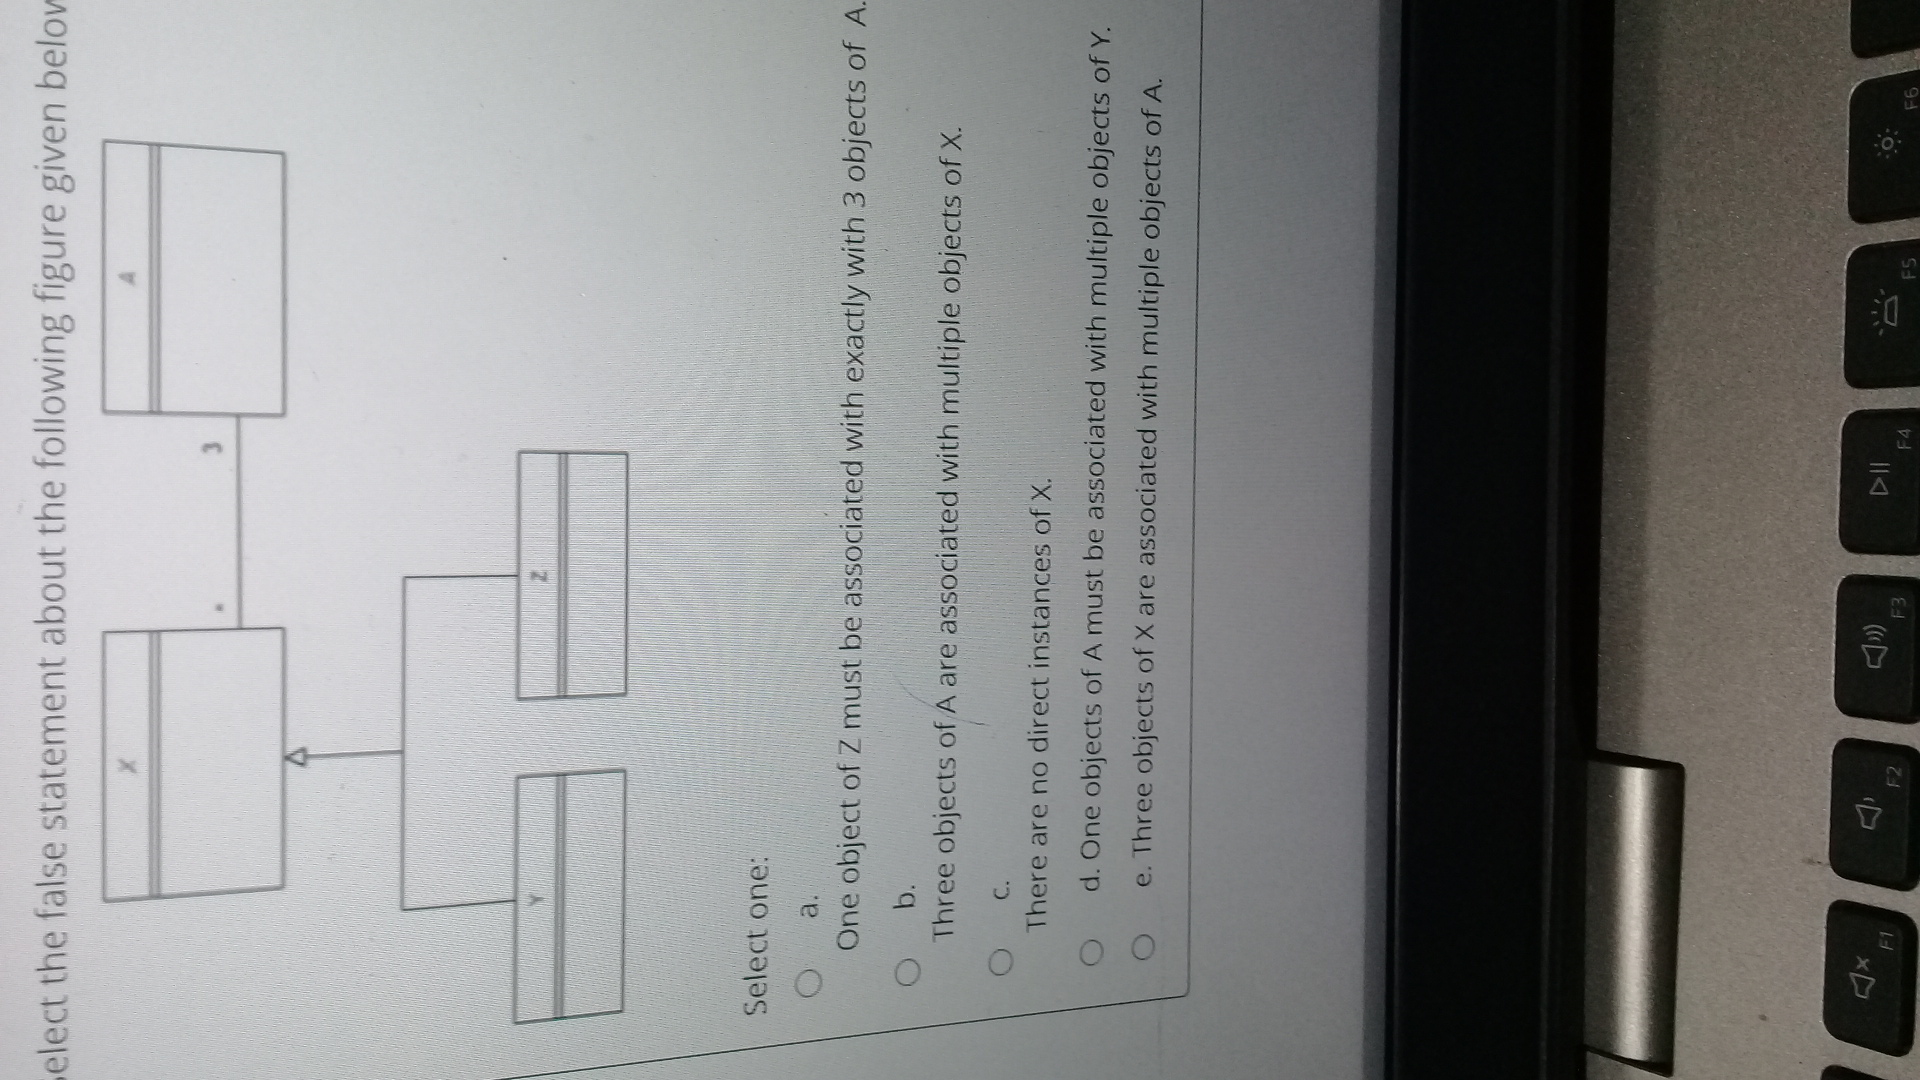 elect the false statement about the following figure given below
X
A
*
3
Y
Z
Select one:
a.
One object of Z must be associated with exactly with 3 objects of A.
b.
Three objects of A are associated with multiple objects of X.
c.
There are no direct instances of X.
d. One objects of A must be associated with multiple objects of Y.
e. Three objects of X are associated with multiple objects of A.
F1
F2
F3
F4
F5
F6